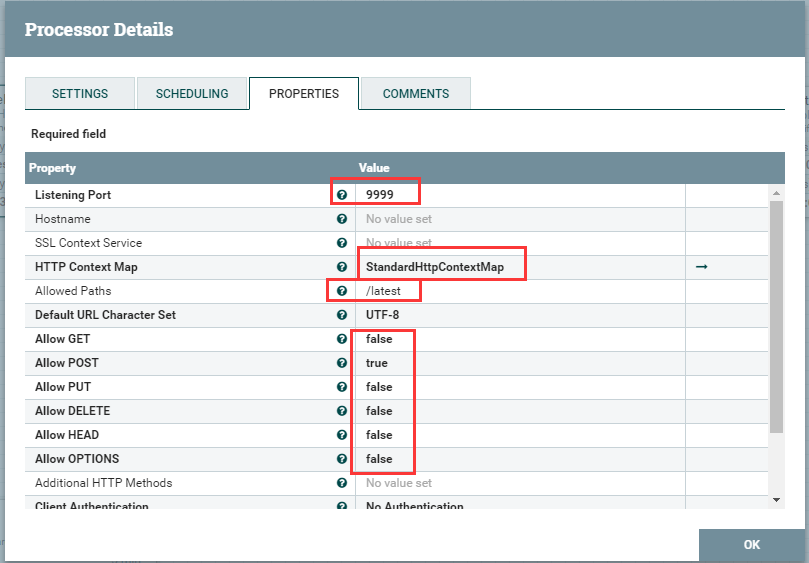 Processor Details
SETTINGS SCHEDULING PROPERTIES COMMENTS
Required field
Property Value
Listening Port 9999
Hostname No value set
SSL Context Service No value set
HTTP Context Map StandardHttpContextMap
Allowed Paths /latest
Default URL Character Set UTF-8
Allow GET false
Allow POST true
Allow PUT false
Allow DELETE false
Allow HEAD false
Allow OPTIONS false
Additional HTTP Methods No value set
Client Authentication No Authentication
OK